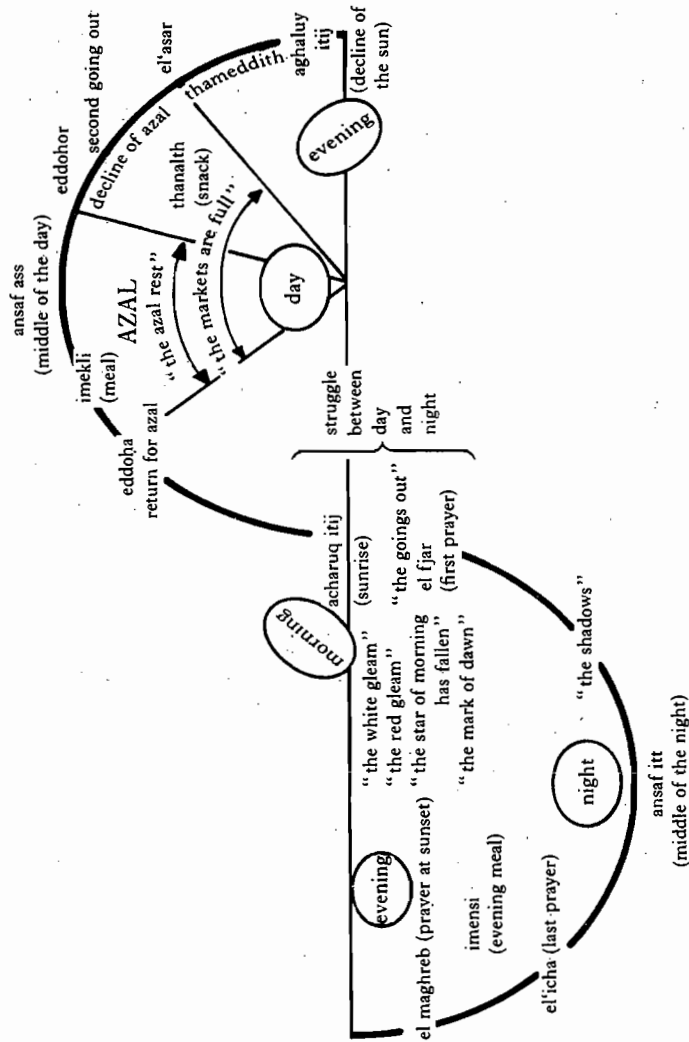 ansaf ass
(middle of the day)
eddohor
second going out
decline of azal
el'asar
thameddith
aghaluy
itij
(decline of
the sun)
imekli
(meal)
AZAL
"the azal rest"
thanalth
(snack)
"the markets are full"
eddoḥa
return for azal
day
evening
struggle
between
day
and
night
morning
acharuq itij
(sunrise)
"the white gleam"
"the red gleam"
"the star of morning
has fallen"
"the mark of dawn"
"the goings out"
el fjar
(first prayer)
evening
el maghreb (prayer at sunset)
imensi
(evening meal)
el'icha (last prayer)
night
"the shadows"
ansaf itt
(middle of the night)